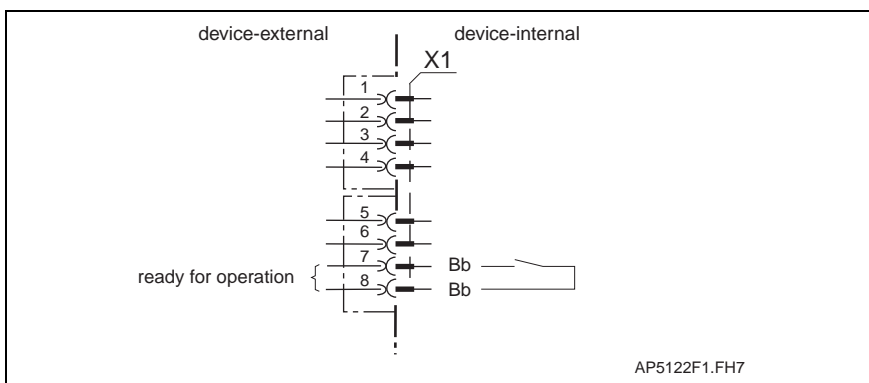 device-external device-internal
X1
1
2
3
4
5
6
7 Bb
ready for operation
8 Bb
AP5122F1.FH7